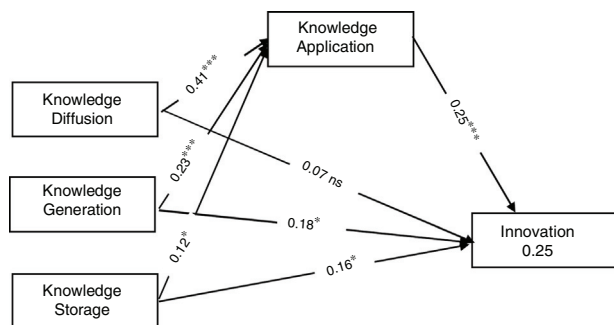 Knowledge
Application
0.41***
Knowledge
Diffusion
0.25***
0.23***
0.07 ns
Knowledge
Generation
0.18*
Innovation
0.25
0.12*
0.16*
Knowledge
Storage